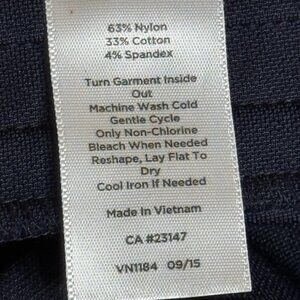 63% Nylon
33% Cotton
4% Spandex
Turn Garment Inside
Out
Machine Wash Cold
Gentle Cycle
Only Non-Chlorine
Bleach When Needed
Reshape, Lay Flat To
Dry
Cool Iron If Needed
Made In Vietnam
CA #23147
VN1184 09/15